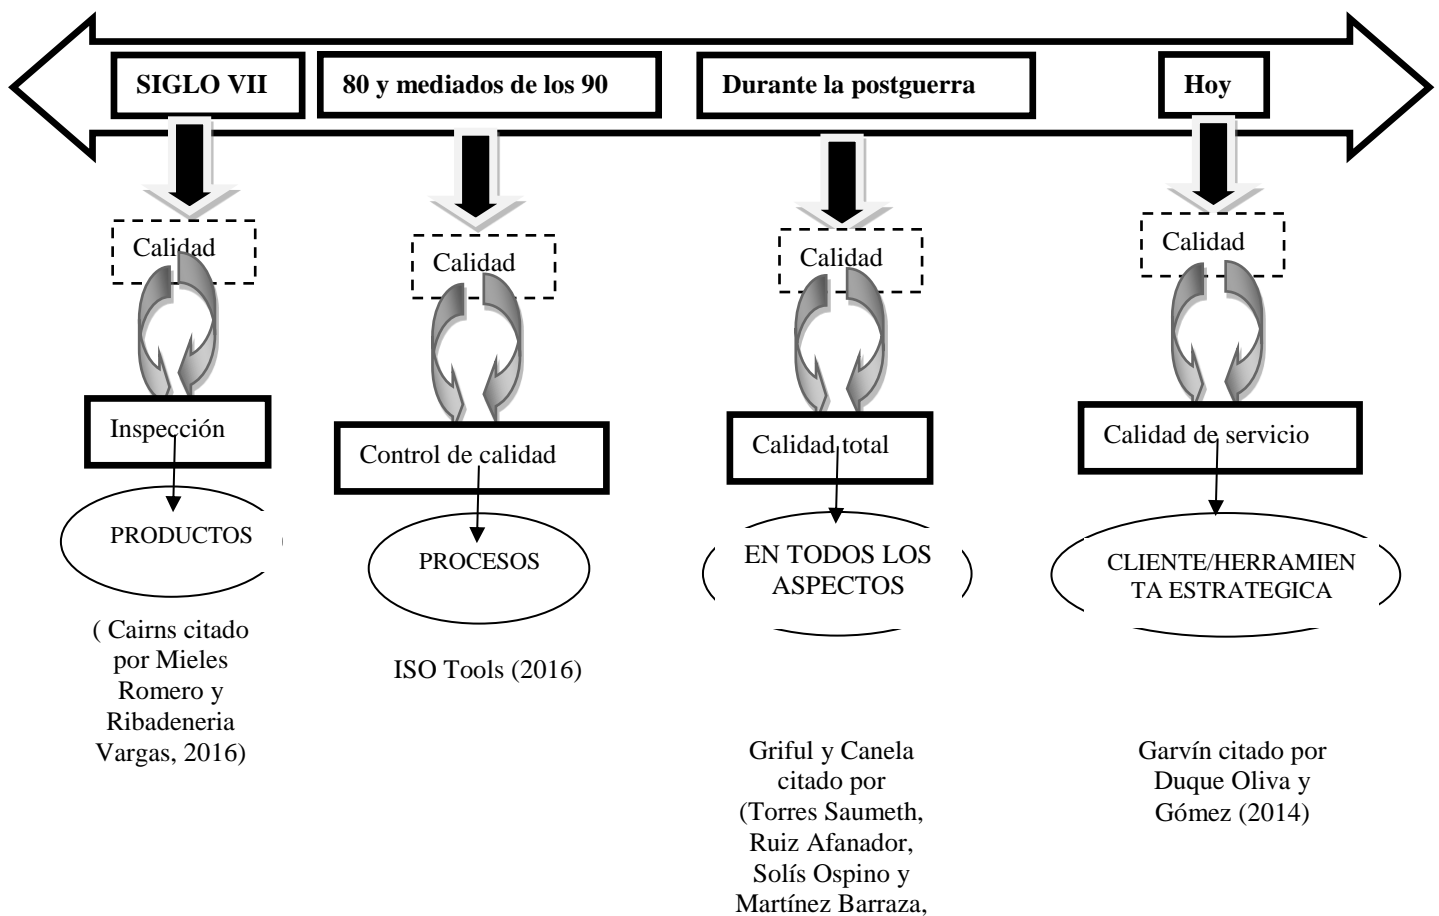 SIGLO VII
80 y mediados de los 90
Durante la postguerra
Hoy
Calidad
Calidad
Calidad
Calidad
Inspección
Control de calidad
Calidad total
Calidad de servicio
PRODUCTOS
PROCESOS
EN TODOS LOS
ASPECTOS
CLIENTE/HERRAMIEN
TA ESTRATEGICA
( Cairns citado
por Mieles
Romero y
Ribadeneria
Vargas, 2016)
ISO Tools (2016)
Griful y Canela
citado por
(Torres Saumeth,
Ruiz Afanador,
Solís Ospino y
Martínez Barraza,
Garvín citado por
Duque Oliva y
Gómez (2014)